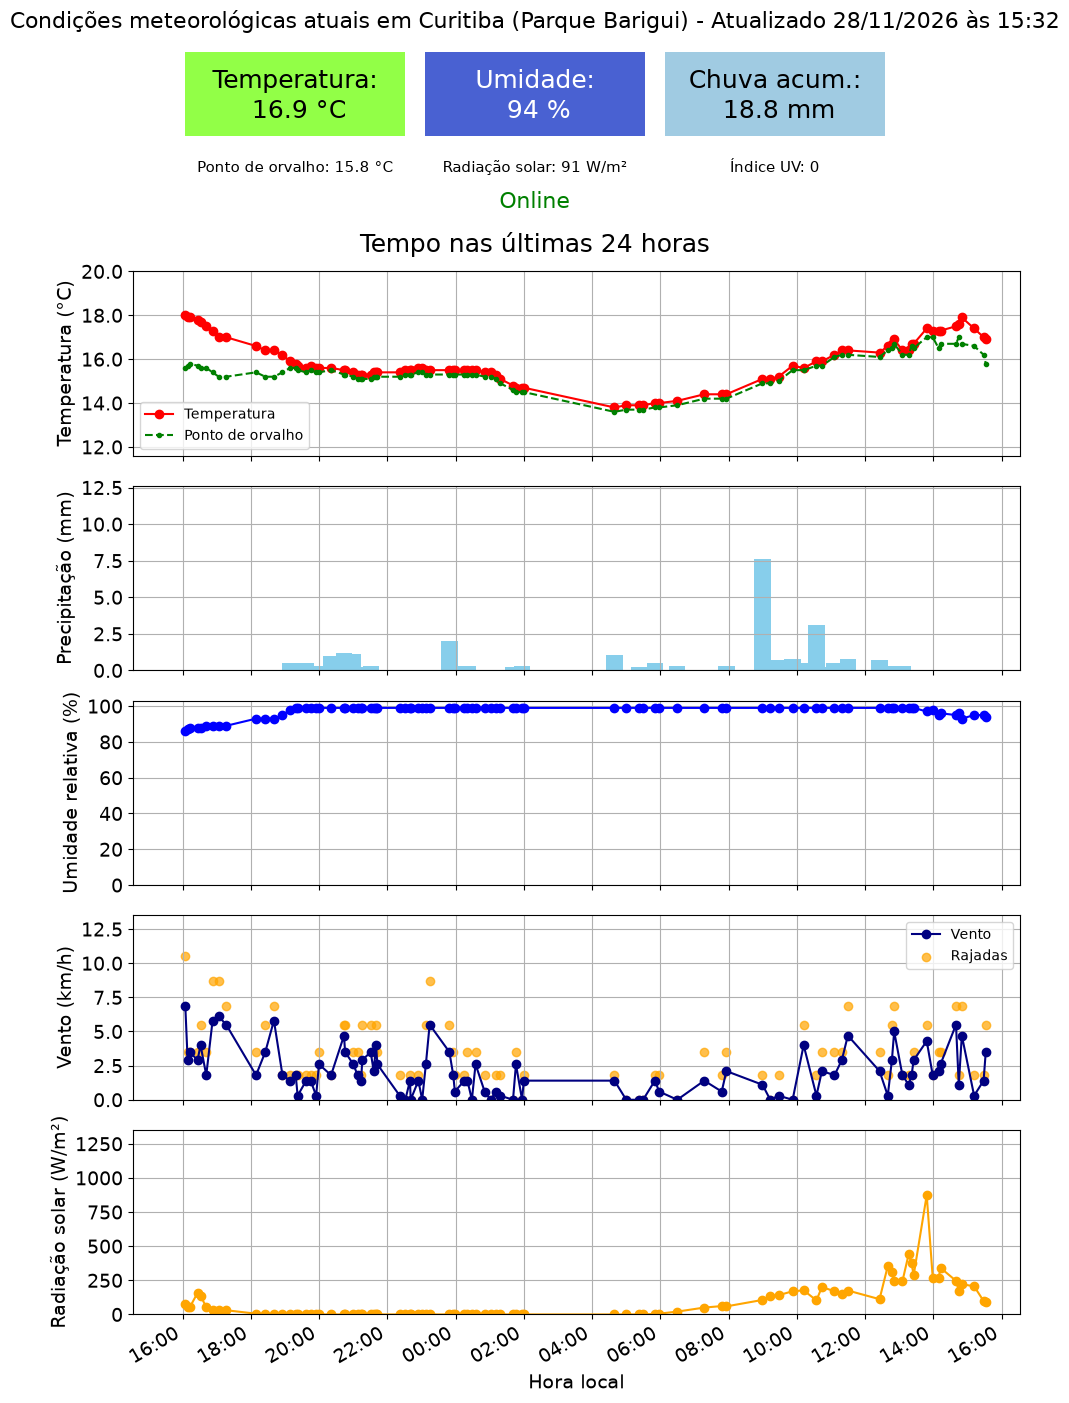 Condições meteorológicas atuais em Curitiba (Parque Barigui) - Atualizado 28/11/2026 às 15:32
Temperatura:
16.9 °C
Umidade:
94 %
Chuva acum.:
18.8 mm
Ponto de orvalho: 15.8 °C
Radiação solar: 91 W/m²
Índice UV: 0
Online
Tempo nas últimas 24 horas
Temperatura (°C)
20.0
18.0
16.0
14.0
12.0
Temperatura
Ponto de orvalho
Precipitação (mm)
12.5
10.0
7.5
5.0
2.5
0.0
Umidade relativa (%)
100
80
60
40
20
0
Vento (km/h)
12.5
10.0
7.5
5.0
2.5
0.0
Vento
Rajadas
Radiação solar (W/m²)
1250
1000
750
500
250
0
16:00
18:00
20:00
22:00
00:00
02:00
04:00
06:00
08:00
10:00
12:00
14:00
16:00
Hora local